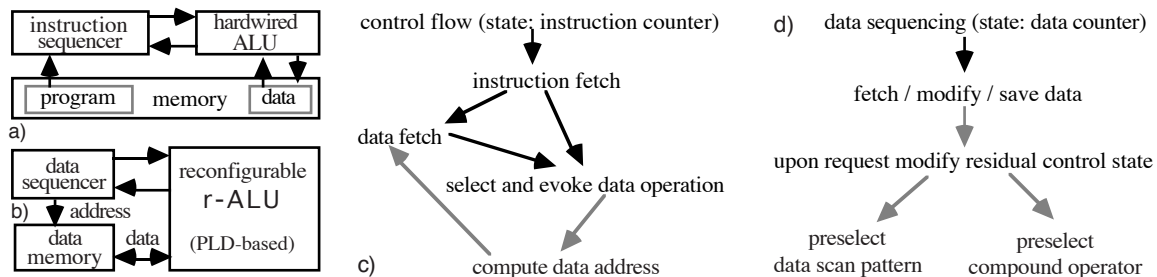 instruction
sequencer
hardwired
ALU
program
memory
data
a)
data
sequencer
address
b)
data
memory
data
reconfigurable
r-ALU
(PLD-based)
control flow (state: instruction counter)
instruction fetch
data fetch
select and evoke data operation
c)
compute data address
d)
data sequencing (state: data counter)
fetch / modify / save data
upon request modify residual control state
preselect
data scan pattern
preselect
compound operator